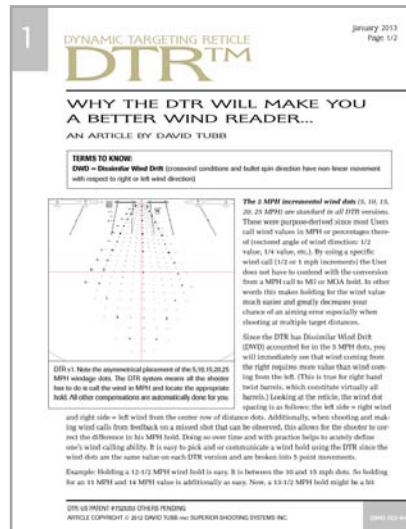 1
January 2013
Page 1/2
DYNAMIC TARGETING RETICLE
DTR™
WHY THE DTR WILL MAKE YOU
A BETTER WIND READER...
AN ARTICLE BY DAVID TUBB
TERMS TO KNOW:
DWD = Dissimilar Wind Drift (crosswind conditions and bullet spin direction have non-linear movement
with respect to right or left wind direction)
The 5 MPH incremental wind dots (5, 10, 15,
20, 25 MPH) are standard in all DTR versions.
These were purpose-derived since most Users
call winds in MPH or percentages there-
of (vectored angle of wind direction: 1/2
value, 1/4 value, etc.). By using a specific
wind call (1/2 or 1 mph increments) the User
does not have to contend with the conversion
from a MPH call to Mil or MOA hold. In other
words this makes holding for the wind value
much easier and greatly decreases your
chance of an aiming error especially when
shooting at multiple target distances.
Since the DTR has Dissimilar Wind Drift
(DWD) accounted for in the 5 MPH dots, you
will immediately see that wind coming from
the right requires more value than wind com-
ing from the left. (This is true for right hand
twist barrels, which constitute virtually all
barrels.) Looking at the reticle, the wind dot
spacing is as follows: the left side = right wind
DTR v1. Note the asymmetrical placement of the 5,10,15,20,25
MPH windage dots. The DTR system means all the shooter
has to do is call the wind in MPH and locate the appropriate
hold. All other compensations are automatically done for you.
and right side = left wind from the center row of distance dots. Additionally, when shooting and mak-
ing wind calls from feedback on a missed shot that can be observed, this allows for the shooter to cor-
rect the difference in his MPH hold. Doing so over time and with practice helps to acutely define
one's wind calling ability. It is easy to pick and or communicate a wind hold using the DTR since the
wind dots are the same value on each DTR version and are broken into 5 point movements.
Example: Holding a 12-1/2 MPH wind hold is easy. It is between the 10 and 15 mph dots. So holding
for an 11 MPH and 14 MPH value is additionally as easy. Now, a 13-1/2 MPH hold might be a bit
DTR: US PATENT #7325353 OTHERS PENDING
ARTICLE COPYRIGHT © 2012 DAVID TUBB AND SUPERIOR SHOOTING SYSTEMS INC.